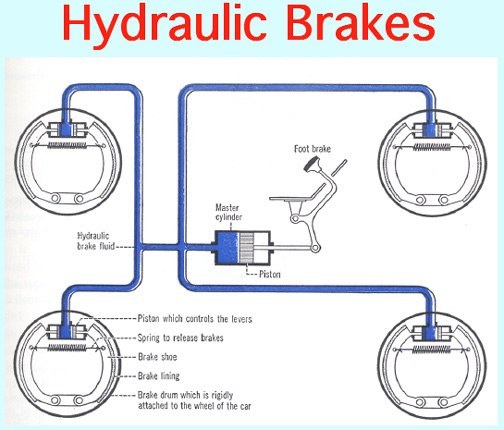 Hydraulic Brakes
Foot brake
Master
cylinder
Hydraulic
brake fluid
Piston
Piston which controls the levers
Spring to release brakes
Brake shoe
Brake lining
Brake drum which is rigidly
attached to the wheel of the car